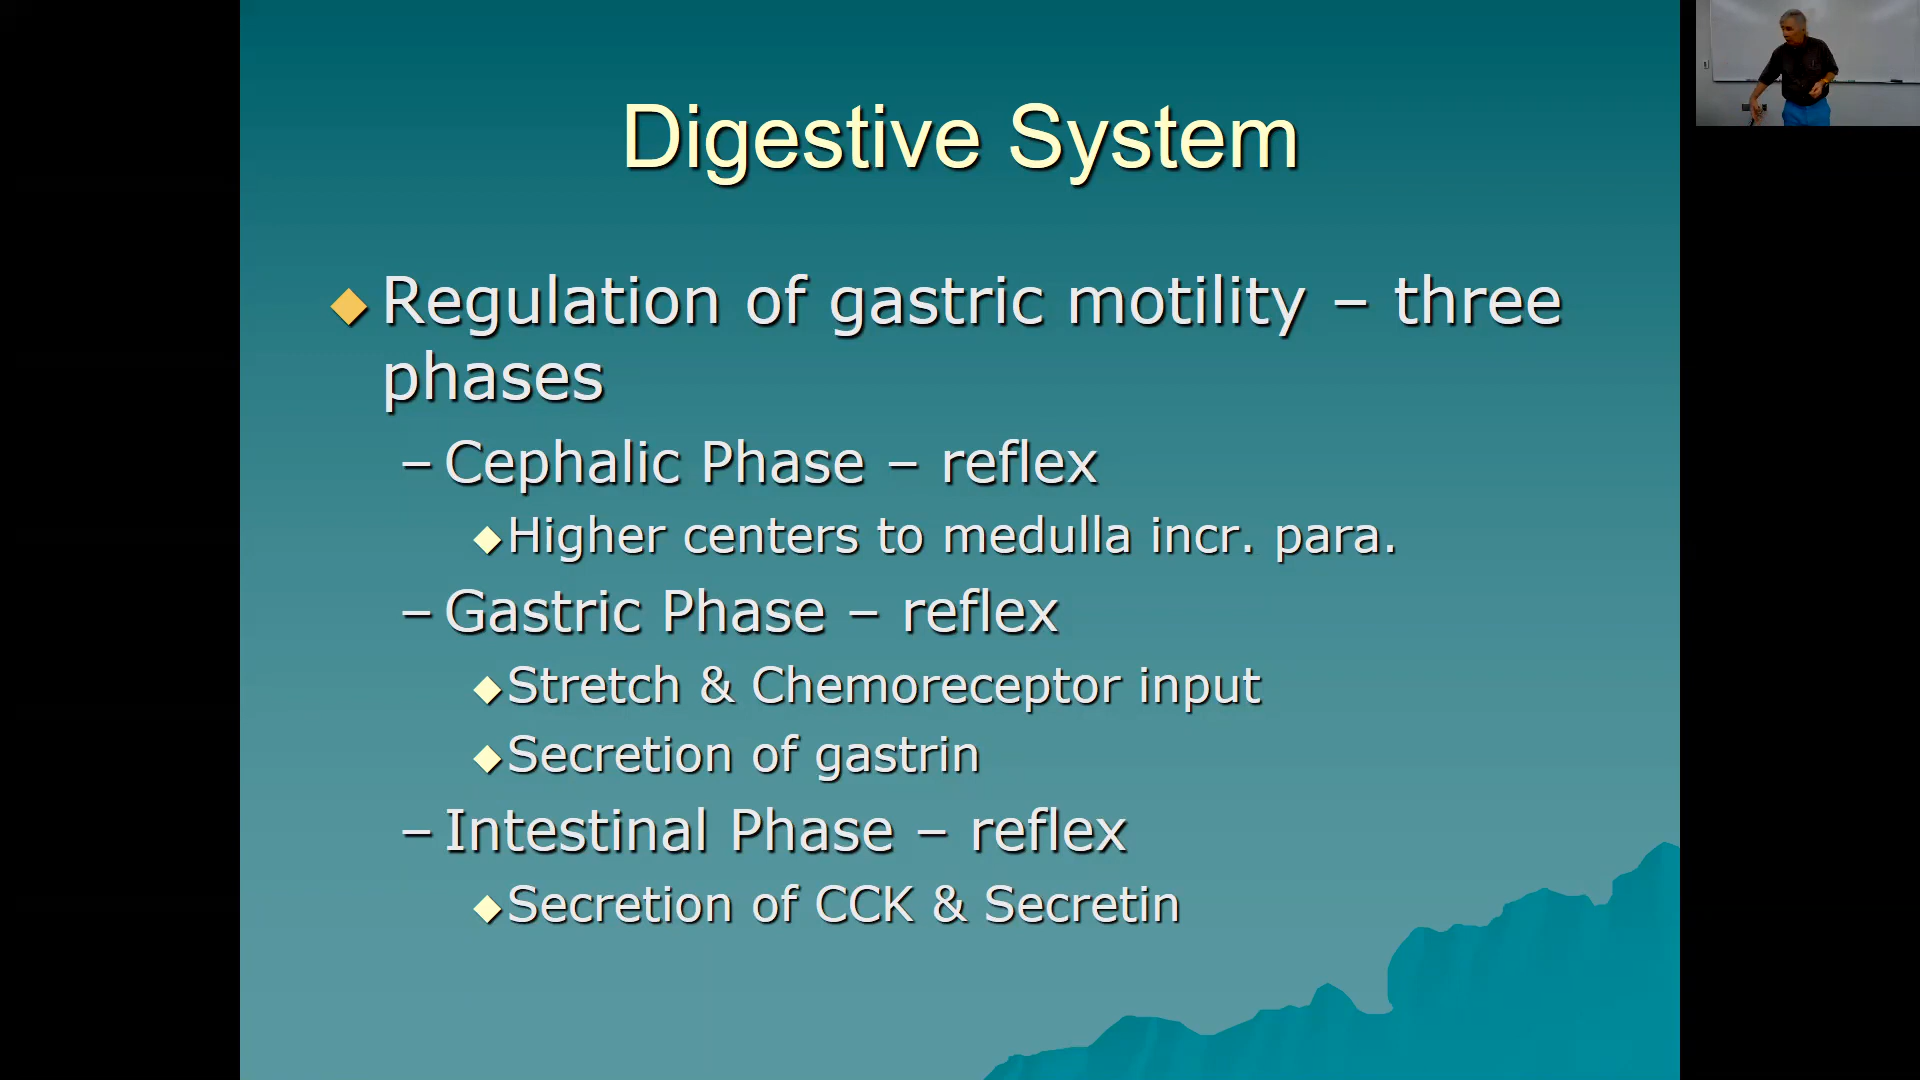 Digestive System
Regulation of gastric motility – three
phases
– Cephalic Phase – reflex
Higher centers to medulla incr. para.
– Gastric Phase – reflex
Stretch & Chemoreceptor input
Secretion of gastrin
– Intestinal Phase – reflex
Secretion of CCK & Secretin